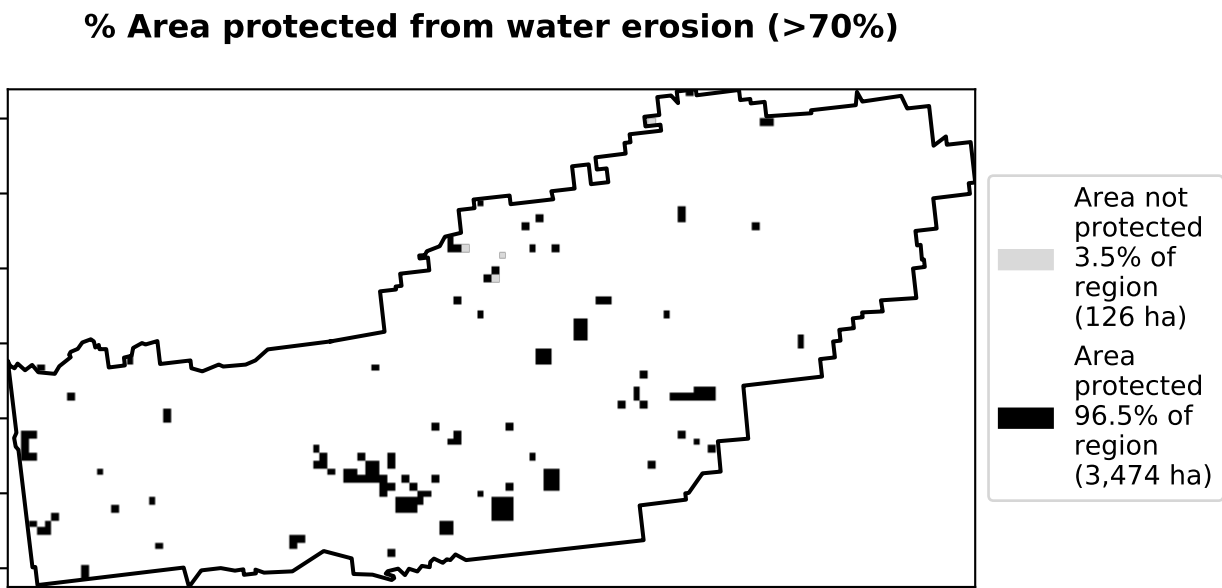 % Area protected from water erosion (>70%)
Area not
protected
3.5% of
region
(126 ha)
Area
protected
96.5% of
region
(3,474 ha)